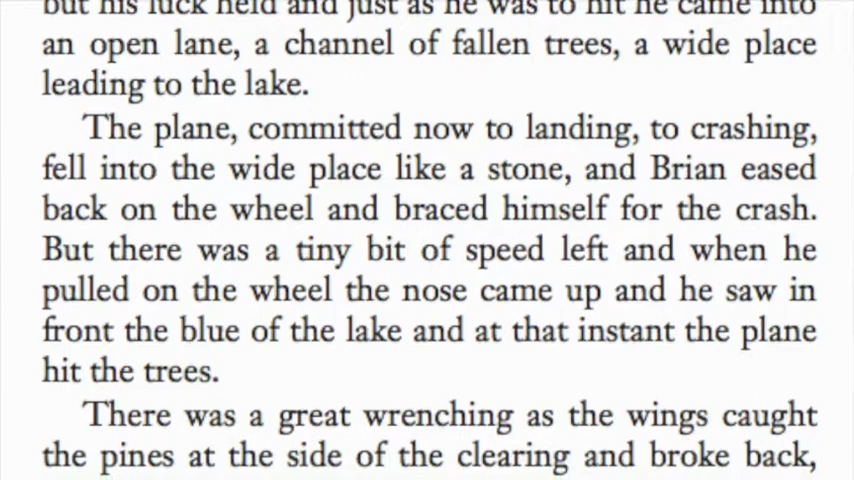 but his luck held and just as he was to hit he came into
an open lane, a channel of fallen trees, a wide place
leading to the lake.
The plane, committed now to landing, to crashing,
fell into the wide place like a stone, and Brian eased
back on the wheel and braced himself for the crash.
But there was a tiny bit of speed left and when he
pulled on the wheel the nose came up and he saw in
front the blue of the lake and at that instant the plane
hit the trees.
There was a great wrenching as the wings caught
the pines at the side of the clearing and broke back,